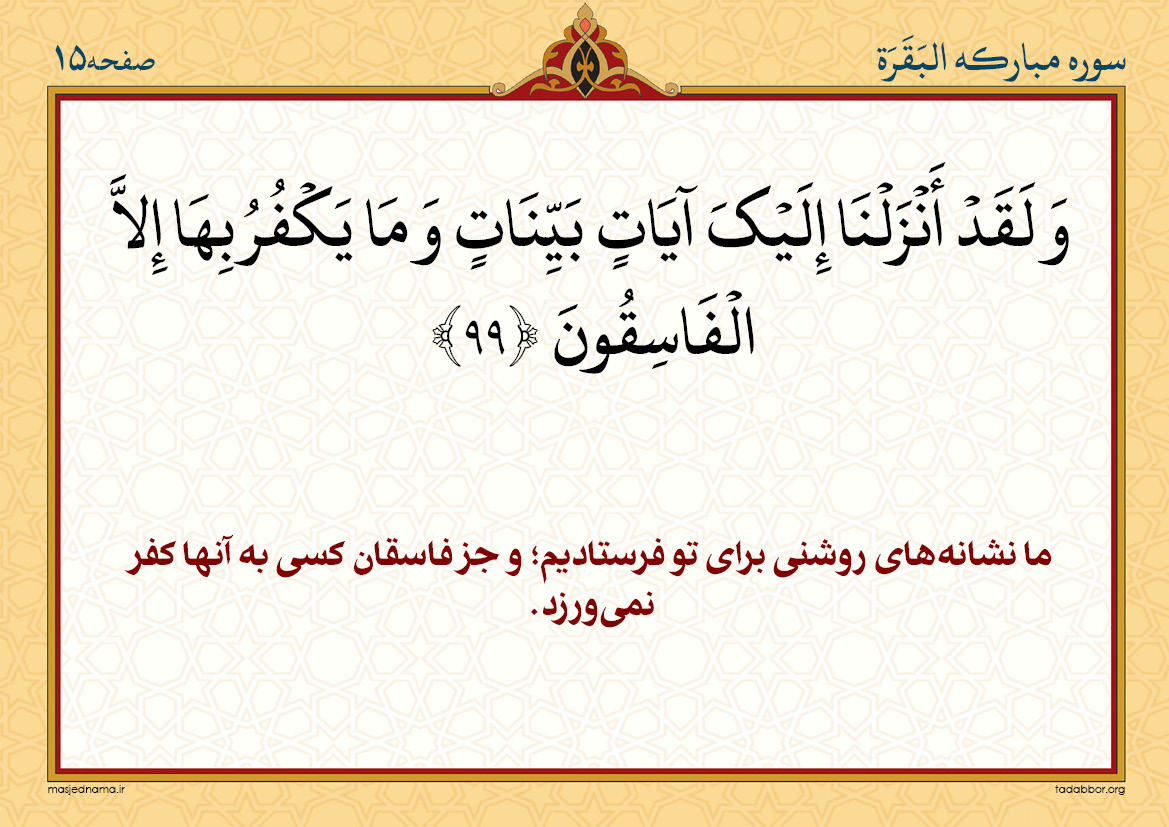 سوره مبارکه البَقَرَة
صفحه۱۵
وَ لَقَدْ أَنْزَلْنَا إِلَيْکَ آيَاتٍ بَيِّنَاتٍ وَ مَا يَکْفُرُ بِهَا إِلاَّ
الْفَاسِقُونَ ﴿۹۹﴾
ما نشانه‌های روشنی برای تو فرستادیم؛ و جز فاسقان کسی به آنها کفر
نمی‌ورزد.
masjednama.ir
tadabbor.org